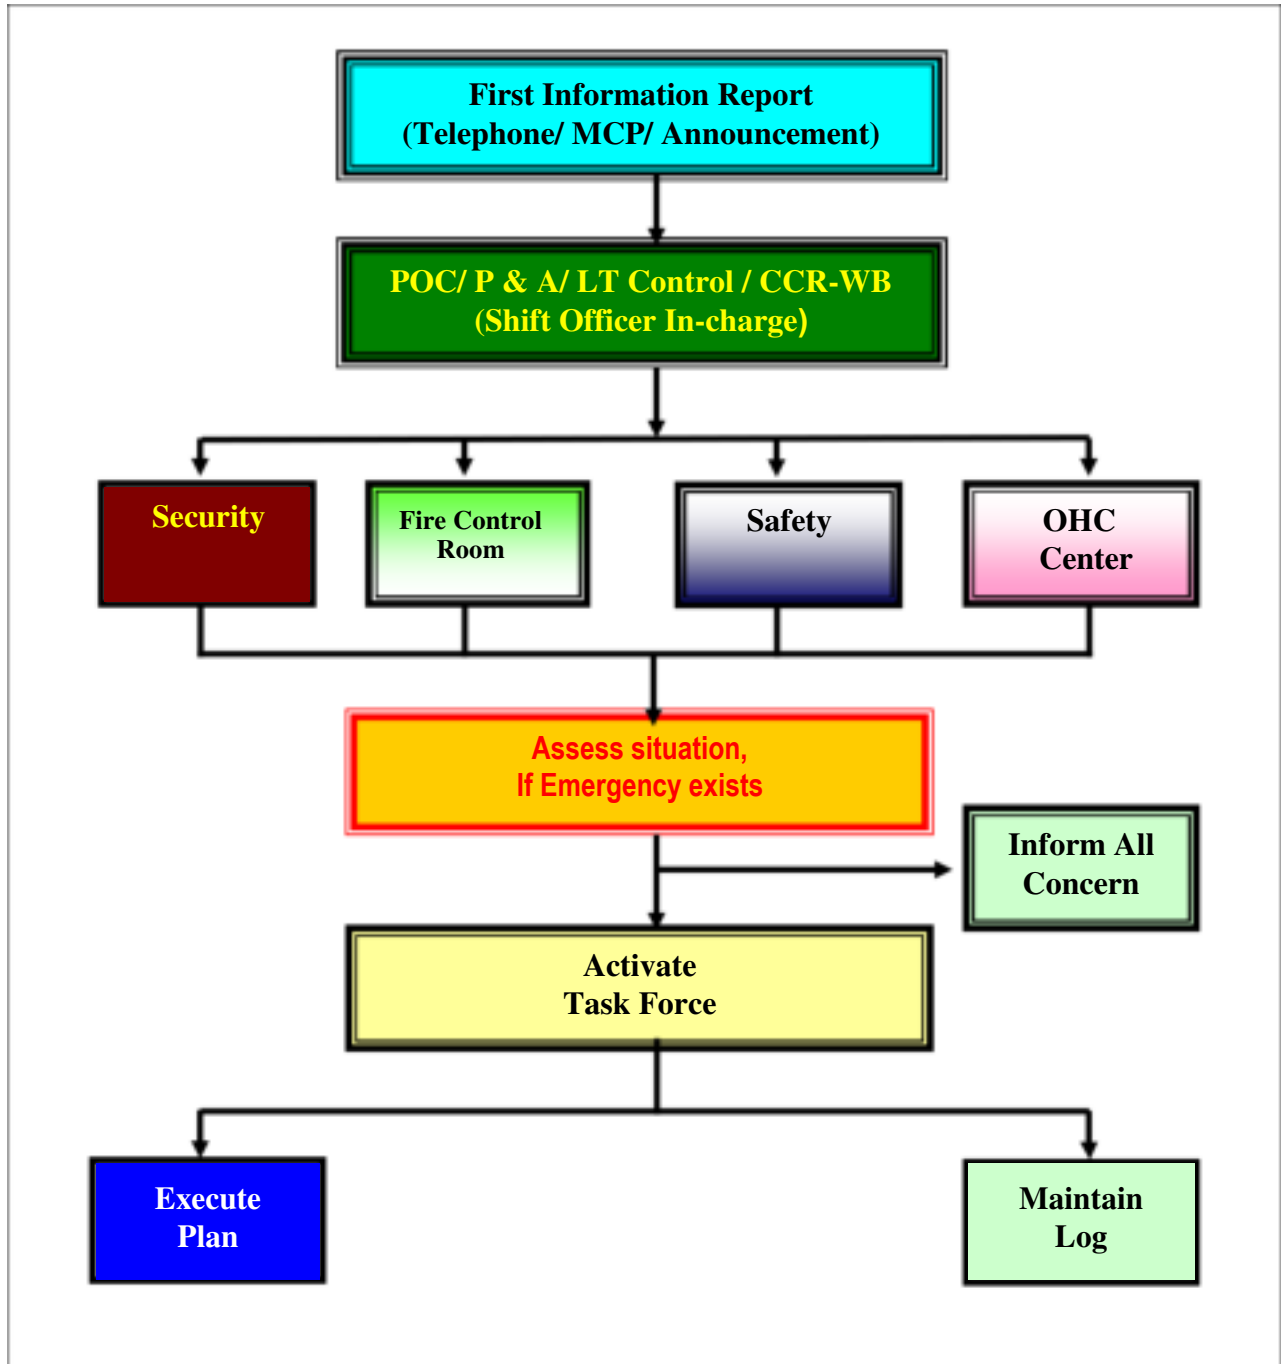 First Information Report
(Telephone/ MCP/ Announcement)
POC/ P & A/ LT Control / CCR-WB
(Shift Officer In-charge)
Security
Fire Control
Room
Safety
OHC
Center
Assess situation,
If Emergency exists
Inform All
Concern
Activate
Task Force
Execute
Plan
Maintain
Log